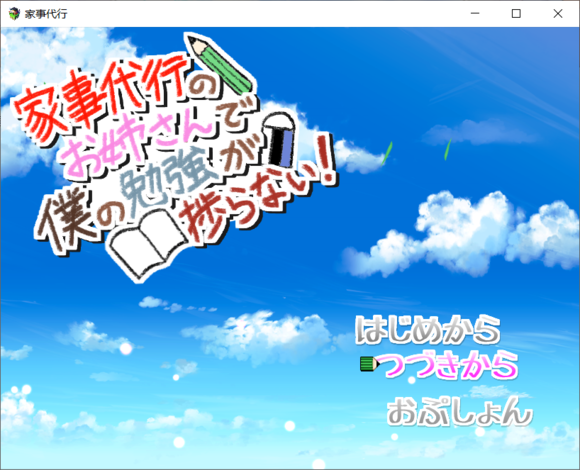 家事代行
家事代行の
お姉さんで
僕の勉強が
捗らない!
はじめから
つづきから
おぷしょん